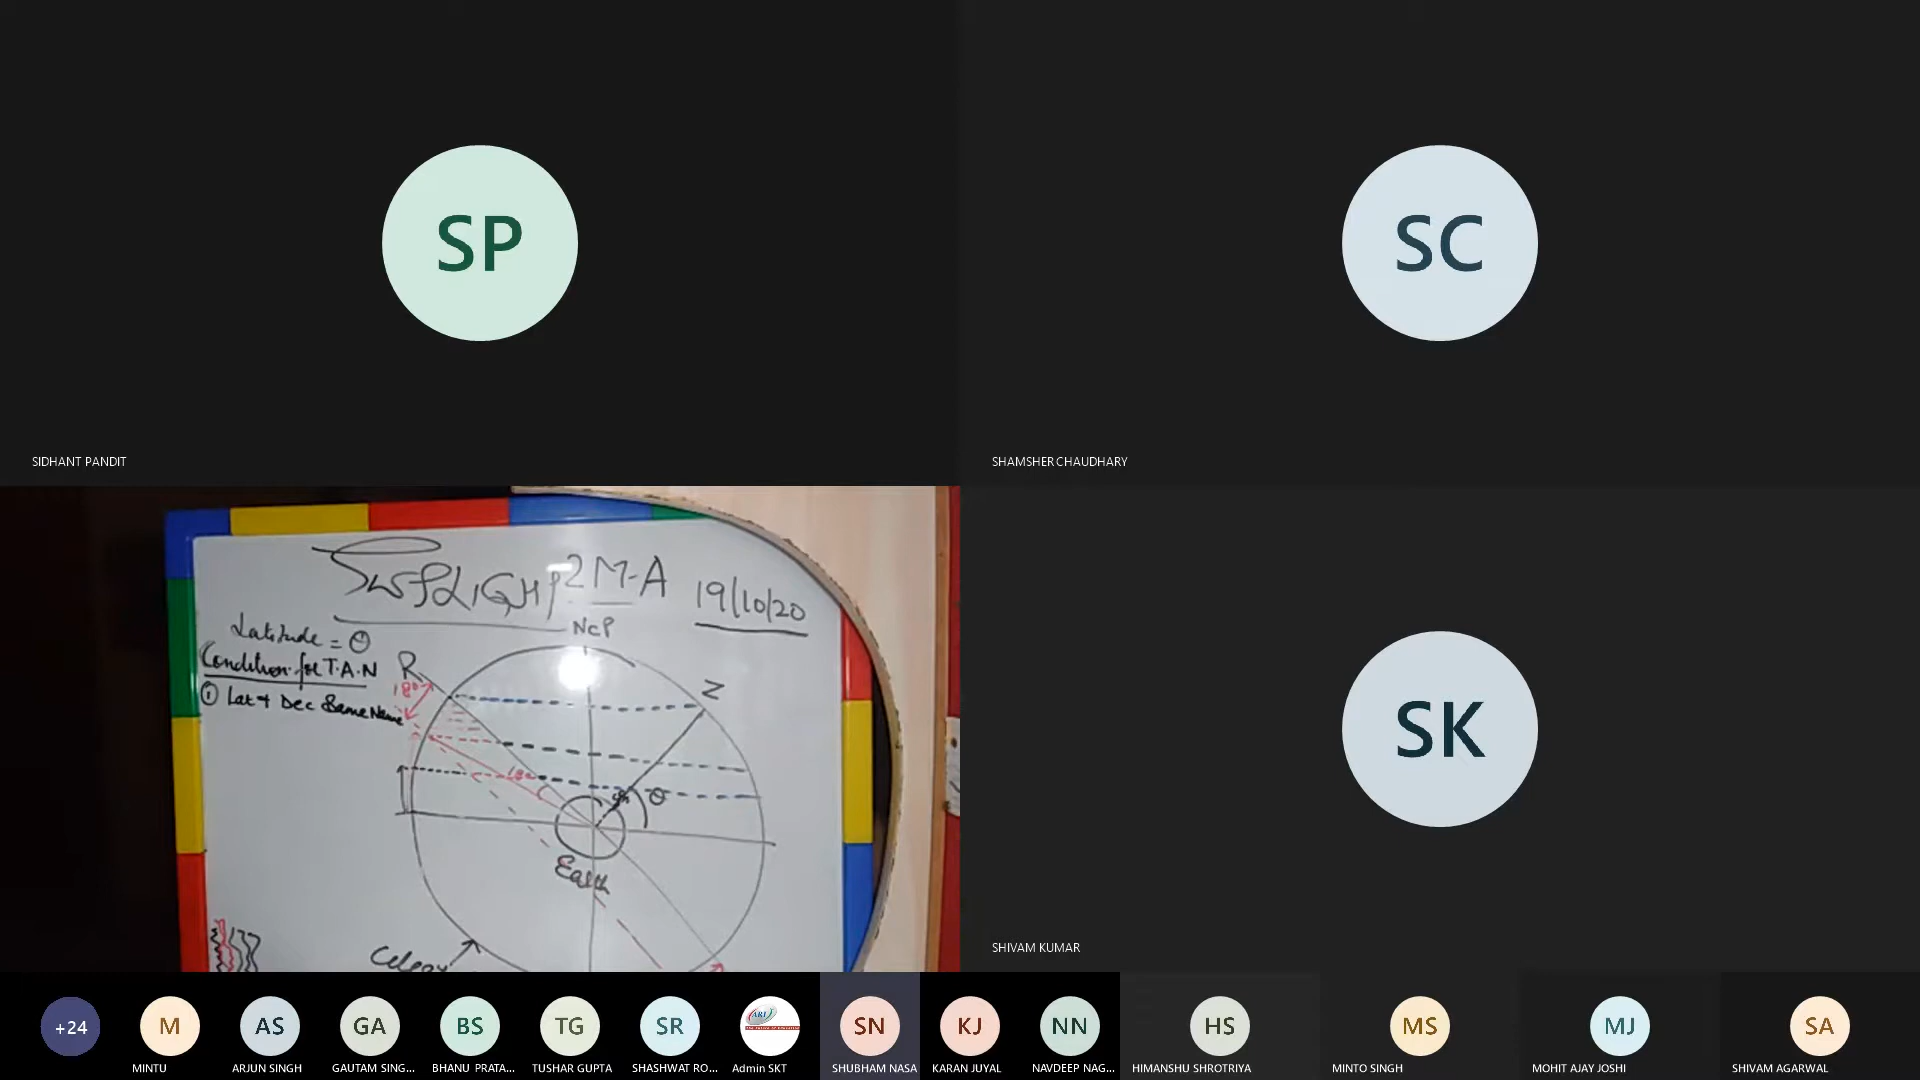 SP
SC
SIDHANT PANDIT
SHAMSHER CHAUDHARY
2M-A
19/10/20
NCP
Latitude = θ
Condition for T.A.N
R
Z
18°
① Lat & Dec Same Name
18°
θ
Earth
SK
SHIVAM KUMAR
+24
M
AS
GA
BS
TG
SR
ARI
SN
KJ
NN
HS
MS
MJ
SA
MINTU
ARJUN SINGH
GAUTAM SING...
BHANU PRATA...
TUSHAR GUPTA
SHASHWAT RO...
Admin SKT
SHUBHAM NASA
KARAN JUYAL
NAVDEEP NAG...
HIMANSHU SHROTRIYA
MINTO SINGH
MOHIT AJAY JOSHI
SHIVAM AGARWAL